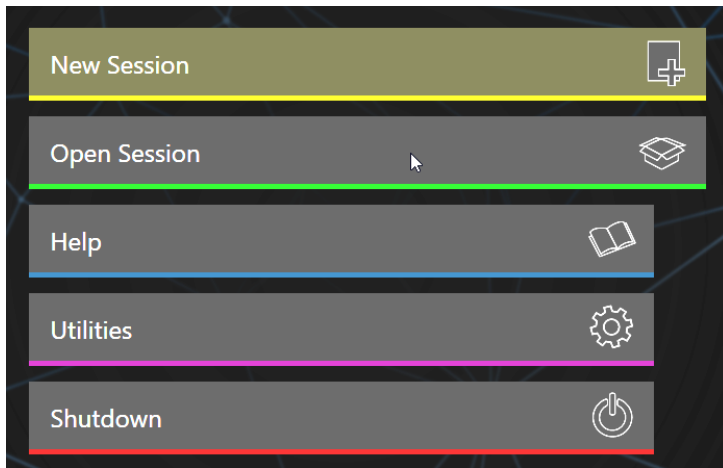 New Session
Open Session
Help
Utilities
Shutdown